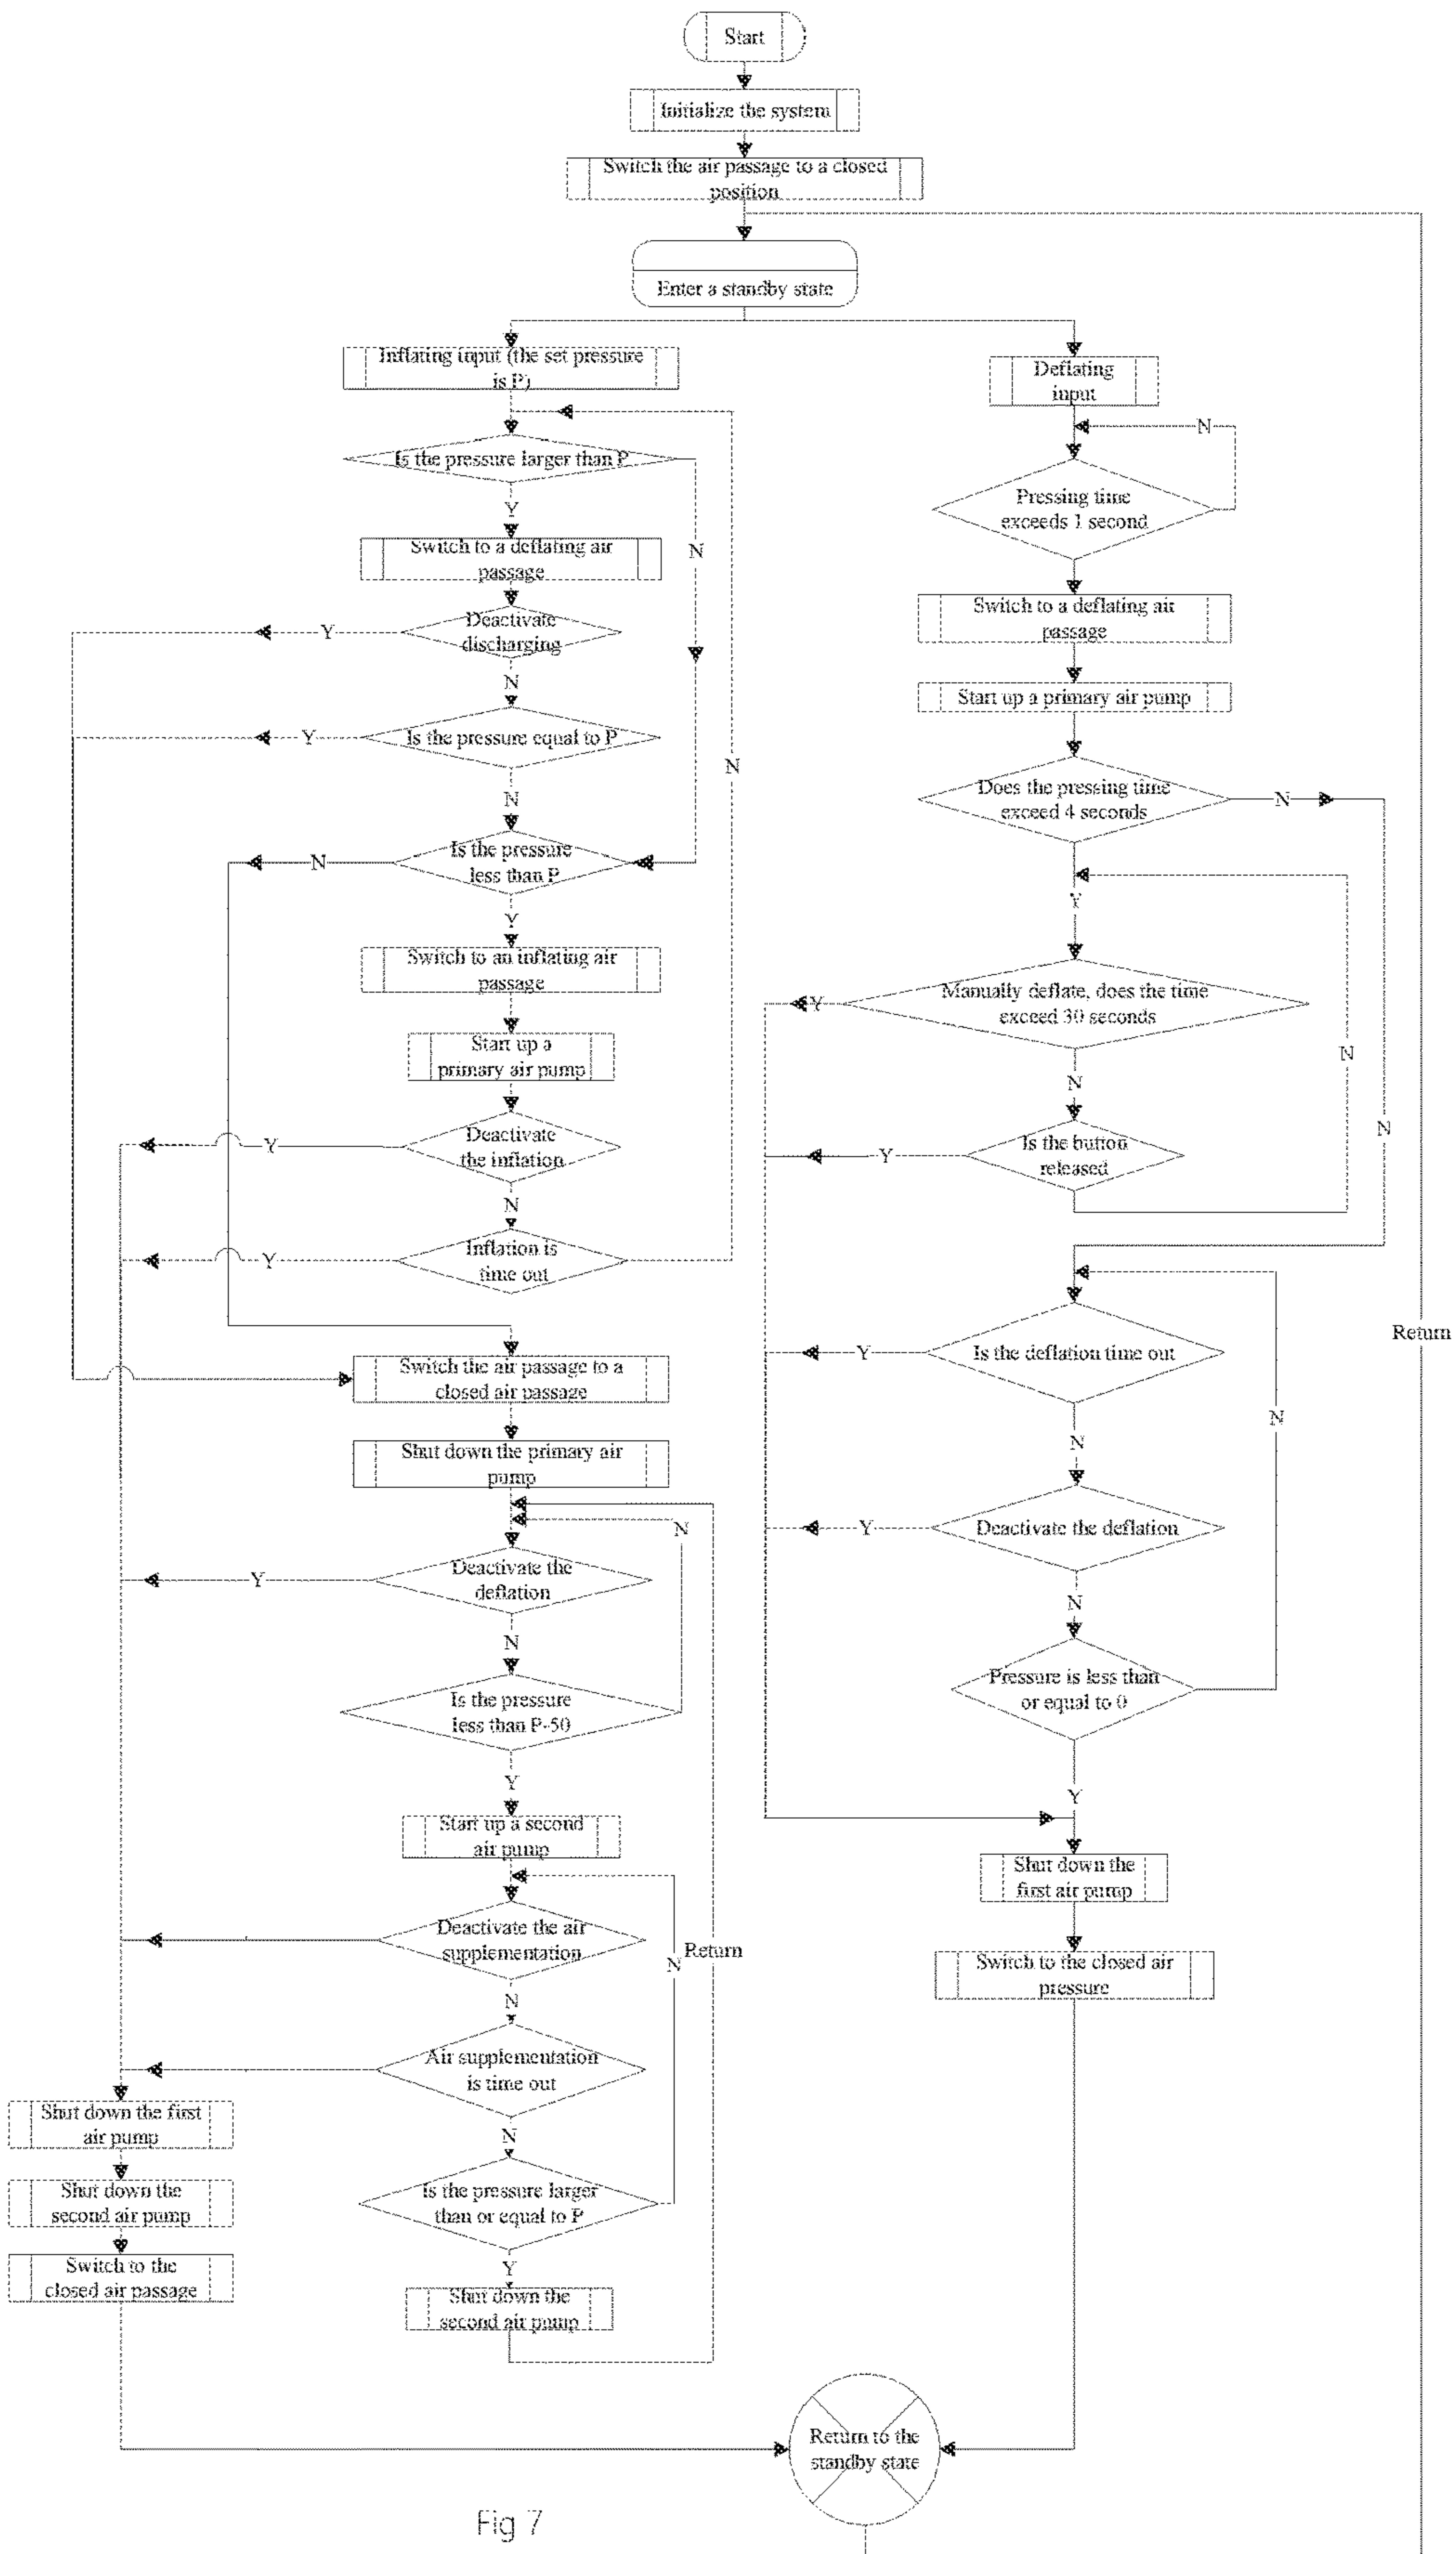 Start
Initialize the system
Switch the air passage to a closed
position
Enter a standby state
Inflating input (the set pressure
is P)
Is the pressure larger than P
Y
N
Switch to a deflating air
passage
Deactivate
discharging
Y
N
Is the pressure equal to P
Y
N
N
Is the pressure
less than P
N
Y
Switch to an inflating air
passage
Start up a
primary air pump
Deactivate
the inflation
Y
N
Inflation is
time out
Y
Switch the air passage to a
closed air passage
Shut down the primary air
pump
N
Deactivate the
deflation
Y
N
Is the pressure
less than P-50
Y
Start up a second
air pump
Deactivate the air
supplementation
N
Return
N
Air supplementation
is time out
N
Is the pressure larger
than or equal to P
Y
Shut down the
second air pump
Shut down the first
air pump
Shut down the
second air pump
Switch to the
closed air passage
Deflating
input
N
Pressing time
exceeds 1 second
Switch to a deflating air
passage
Start up a primary air pump
Does the pressing time
exceed 4 seconds
N
Y
Manually deflate, does the time
exceed 30 seconds
Y
N
N
N
Is the button
released
Y
Is the deflation time out
Y
N
N
Deactivate the deflation
Y
N
Pressure is less than
or equal to 0
Y
Shut down the
first air pump
Switch to the closed air
pressure
Return
Return to the
standby state
Fig 7